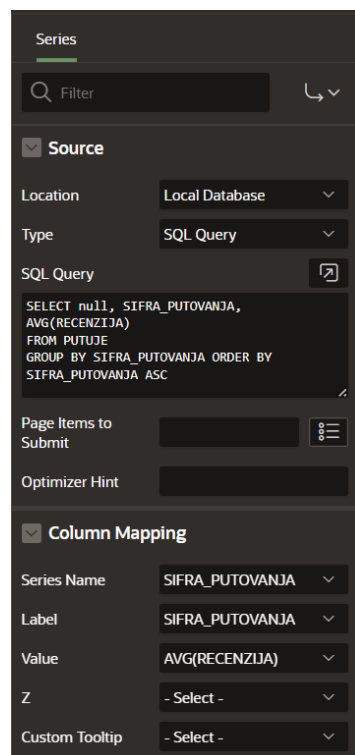 Series
Filter
Source
Location Local Database
Type SQL Query
SQL Query
SELECT null, SIFRA_PUTOVANJA,
AVG(RECENZIJA)
FROM PUTUJE
GROUP BY SIFRA_PUTOVANJA ORDER BY
SIFRA_PUTOVANJA ASC
Page Items to
Submit
Optimizer Hint
Column Mapping
Series Name SIFRA_PUTOVANJA
Label SIFRA_PUTOVANJA
Value AVG(RECENZIJA)
Z - Select -
Custom Tooltip - Select -